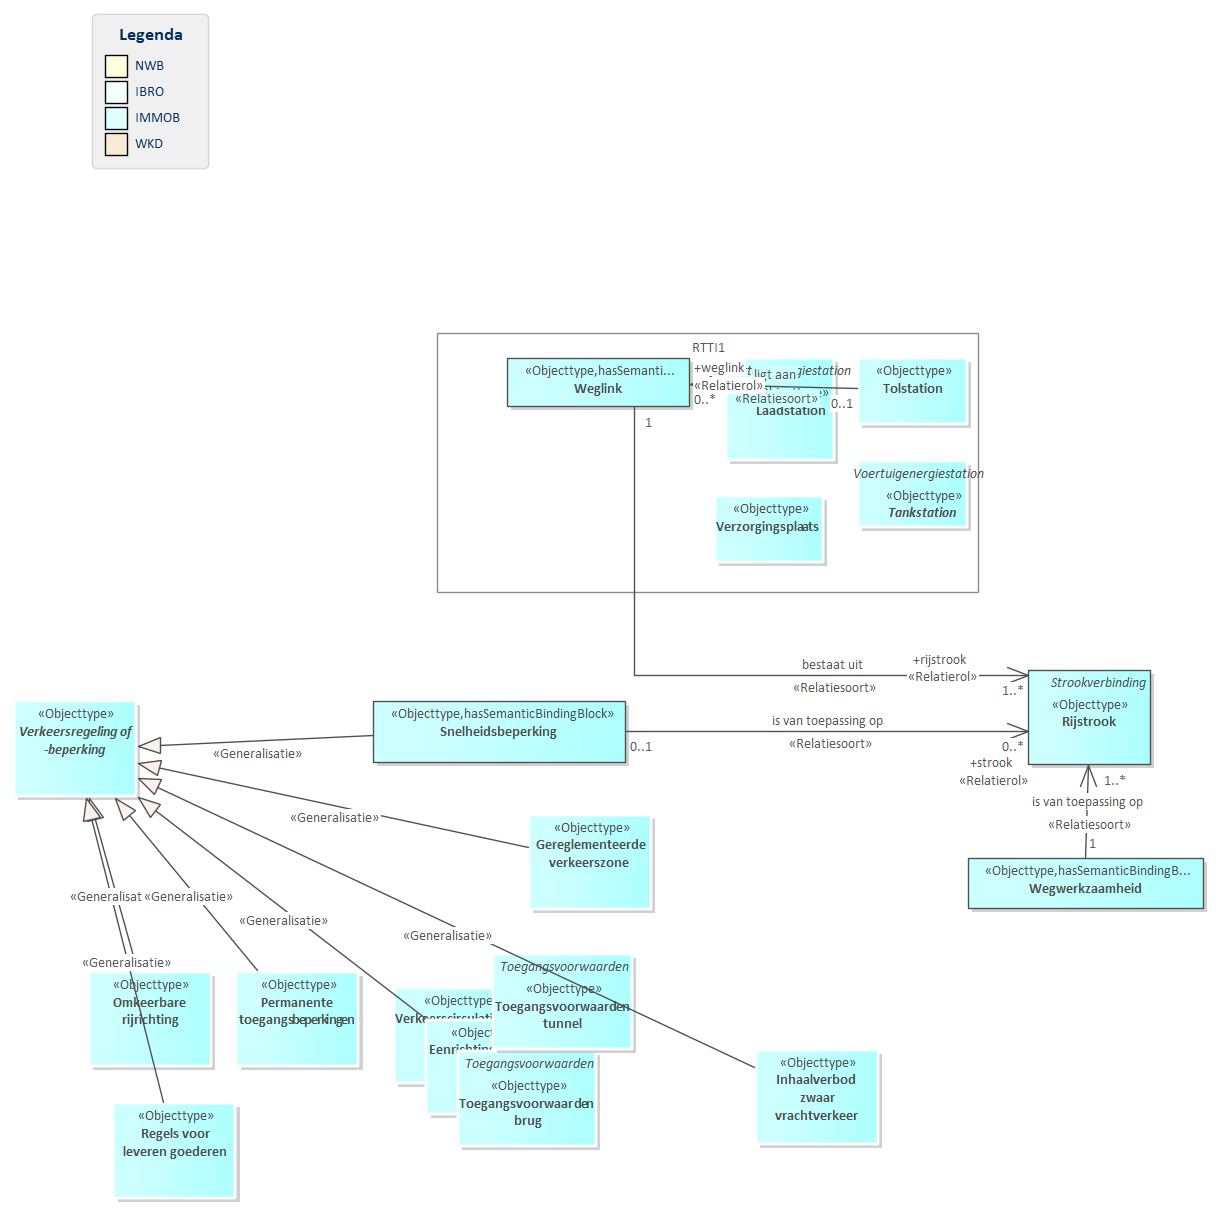 Legenda
NWB
IBRO
IMMOB
WKD
RTTI1
«Objecttype,hasSemanti...
Weglink
+weglink
«Relatierol»
0..*
ligt aan
«Relatiesoort»
0..1
Laadstation
«Objecttype»
Tolstation
Voertuigenergiestation
«Objecttype»
Tankstation
«Objecttype»
Verzorgingsplaats
1
bestaat uit
«Relatiesoort»
+rijstrook
«Relatierol»
1..*
Strookverbinding
«Objecttype»
Rijstrook
«Objecttype»
Verkeersregeling of
-beperking
«Objecttype,hasSemanticBindingBlock»
Snelheidsbeperking
«Generalisatie»
0..1
is van toepassing op
«Relatiesoort»
0..*
+strook
«Relatierol»
1..*
is van toepassing op
«Relatiesoort»
1
«Objecttype,hasSemanticBindingB...
Wegwerkzaamheid
«Generalisatie»
«Objecttype»
Gereglementeerde
verkeerszone
«Generalisat
«Generalisatie»
«Generalisatie»
«Generalisatie»
«Generalisatie»
«Objecttype»
Omkeerbare
rijrichting
«Objecttype»
Permanente
toegangsbeperkingen
«Objecttype
Verkeerscirculati
«Objec
Eenrichting
Toegangsvoorwaarden
«Objecttype»
Toegangsvoorwaarden
tunnel
Toegangsvoorwaarden
«Objecttype»
Toegangsvoorwaarden
brug
«Objecttype»
Inhaalverbod
zwaar
vrachtverkeer
«Objecttype»
Regels voor
leveren goederen